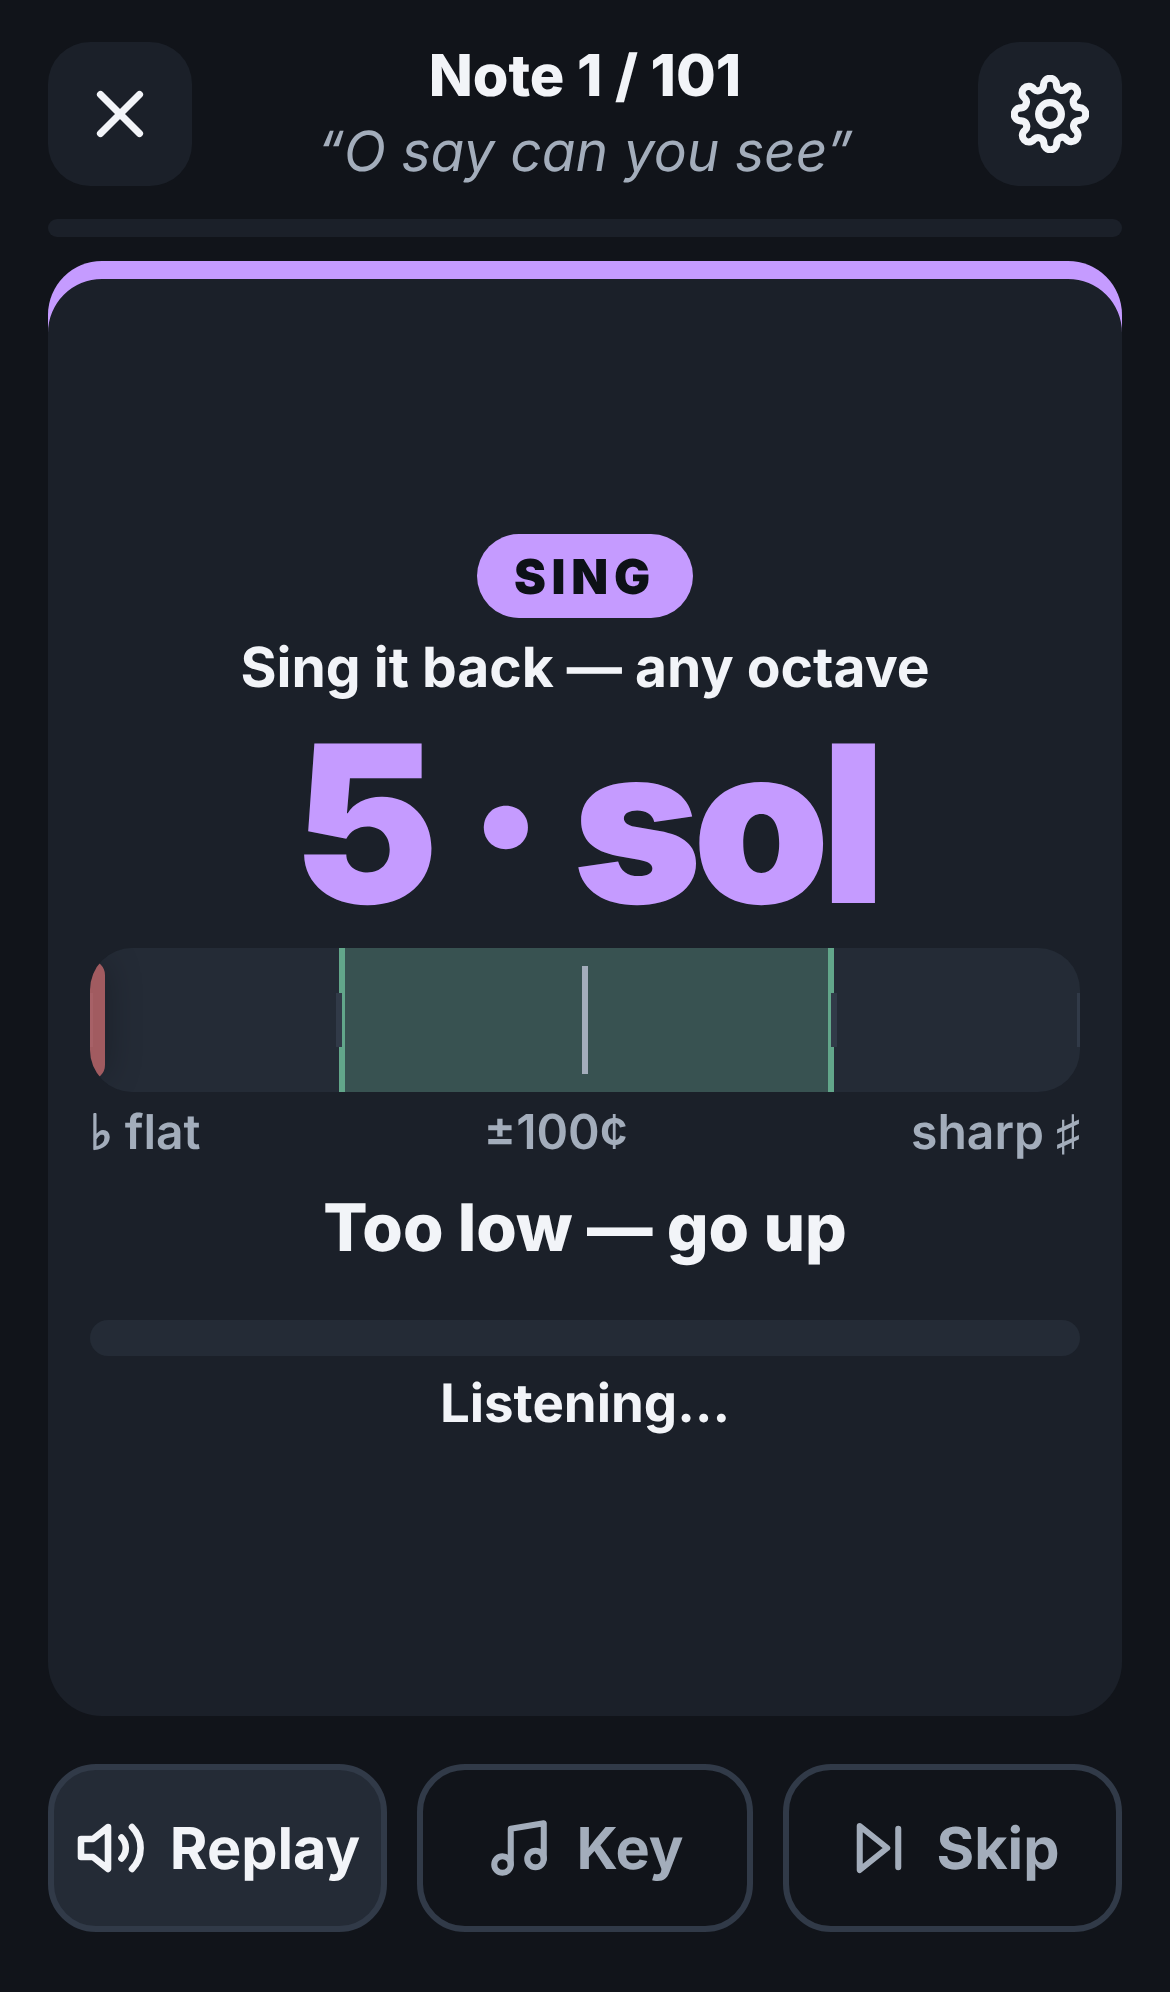 Note 1 / 101
“O say can you see”
SING
Sing it back — any octave
5 · sol
♭ flat
±100¢
sharp ♯
Too low — go up
Listening…
Replay
Key
Skip